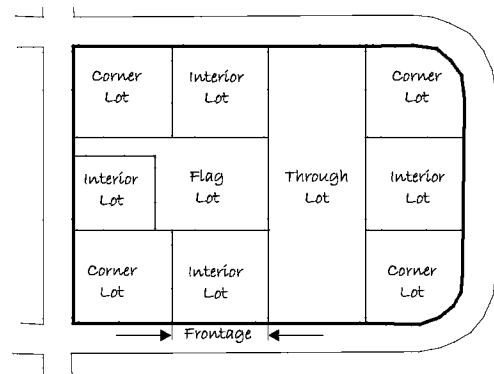 Corner
Lot
Interior
Lot
Corner
Lot
Interior
Lot
Flag
Lot
Through
Lot
Interior
Lot
Corner
Lot
Interior
Lot
Corner
Lot
Frontage